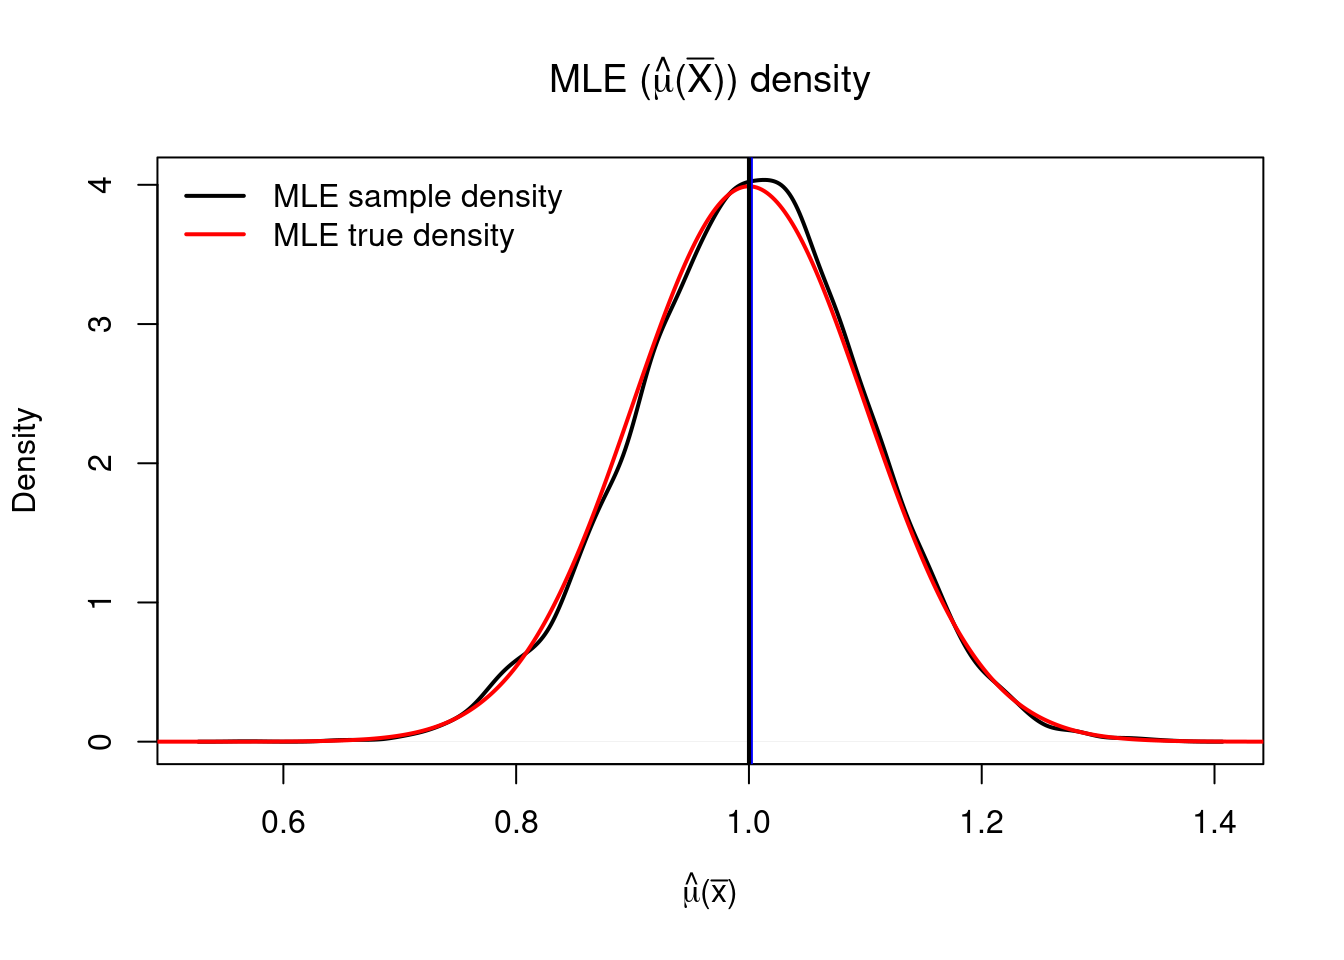 MLE (μ̂(X̅)) density
MLE sample density
MLE true density
Density
4
3
2
1
0
0.6 0.8 1.0 1.2 1.4
μ̂(x̅)